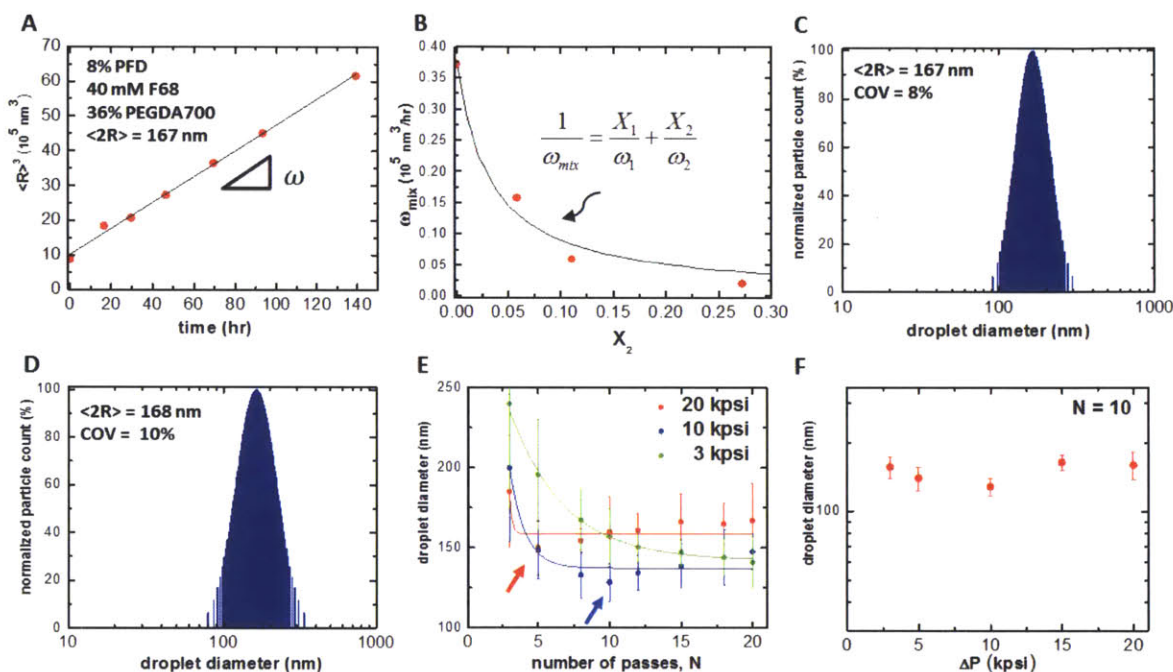 A
<R>³ (10⁵ nm³)
70
60
50
40
30
20
10
0
8% PFD
40 mM F68
36% PEGDA700
<2R> = 167 nm
ω
0 20 40 60 80 100 120 140
time (hr)
B
ω_mix (10⁵ nm³/hr)
0.40
0.35
0.30
0.25
0.20
0.15
0.10
0.05
0.00
1/ω_mix = X₁/ω₁ + X₂/ω₂
0.00 0.05 0.10 0.15 0.20 0.25 0.30
X₂
C
normalized particle count (%)
100
80
60
40
20
0
<2R> = 167 nm
COV = 8%
10 100 1000
droplet diameter (nm)
D
normalized particle count (%)
100
80
60
40
20
0
<2R> = 168 nm
COV = 10%
10 100 1000
droplet diameter (nm)
E
droplet diameter (nm)
250
200
150
100
20 kpsi
10 kpsi
3 kpsi
0 5 10 15 20
number of passes, N
F
droplet diameter (nm)
100
N = 10
0 5 10 15 20
ΔP (kpsi)